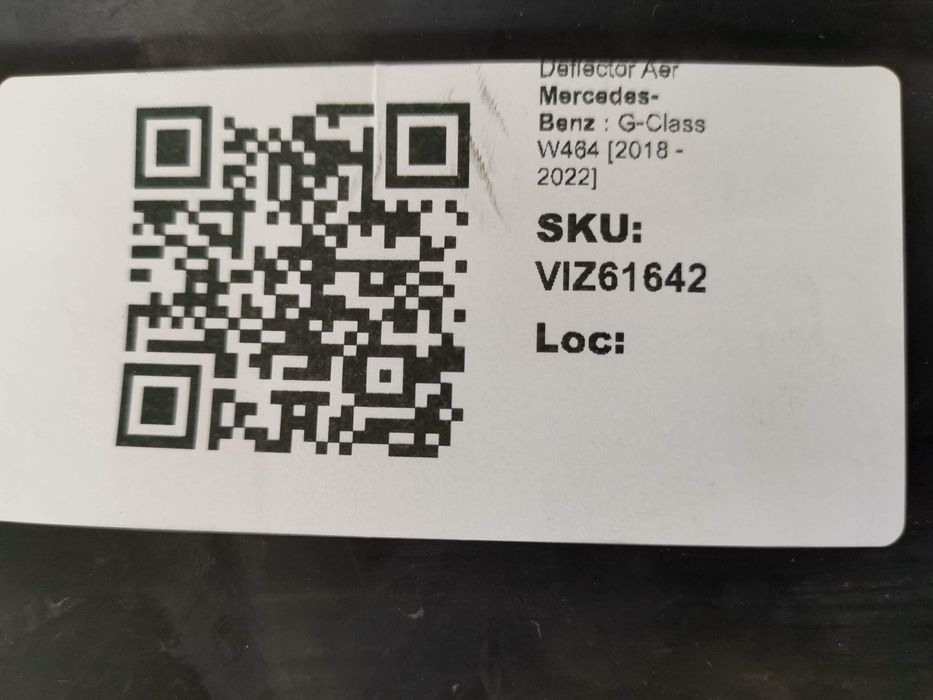 Deflector Aer
Mercedes-
Benz : G-Class
W464 [2018 -
2022]
SKU:
VIZ61642
Loc: